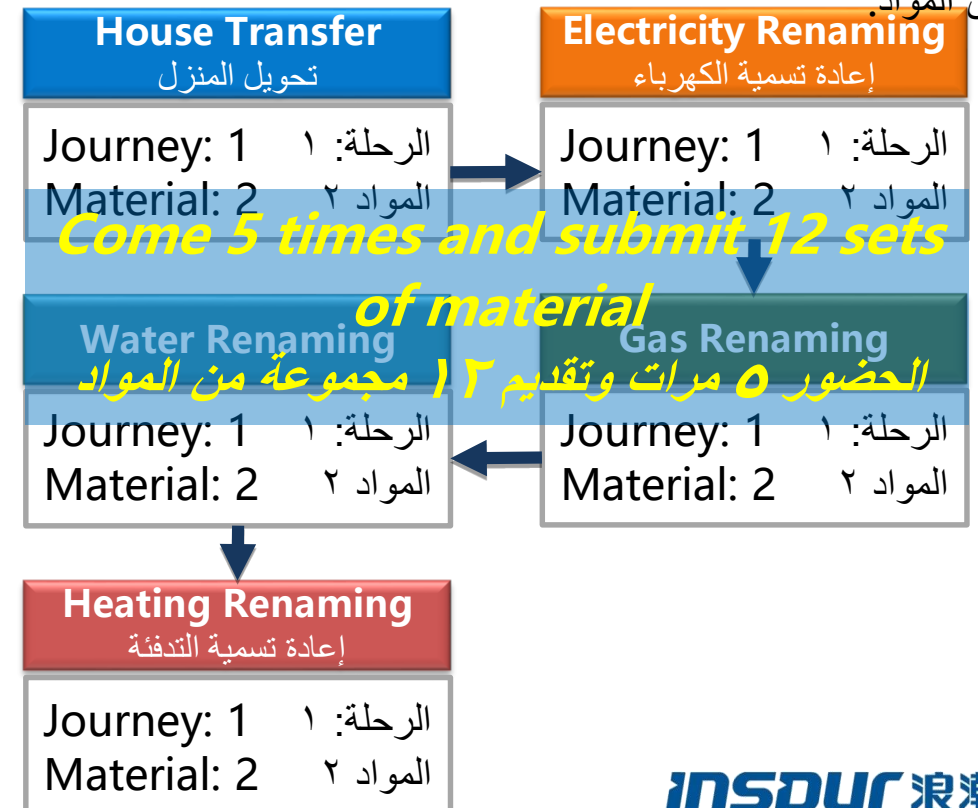 المواد.
House Transfer
تحويل المنزل
Journey: 1 الرحلة: ١
Material: 2 المواد ٢
Electricity Renaming
إعادة تسمية الكهرباء
Journey: 1 الرحلة: ١
Material: 2 المواد ٢
Come 5 times and submit 12 sets
of material
الحضور ٥ مرات وتقديم ١٢ مجموعة من المواد
Gas Renaming
Journey: 1 الرحلة: ١
Material: 2 المواد ٢
Water Renaming
Journey: 1 الرحلة: ١
Material: 2 المواد ٢
Heating Renaming
إعادة تسمية التدفئة
Journey: 1 الرحلة: ١
Material: 2 المواد ٢
inspur 浪潮